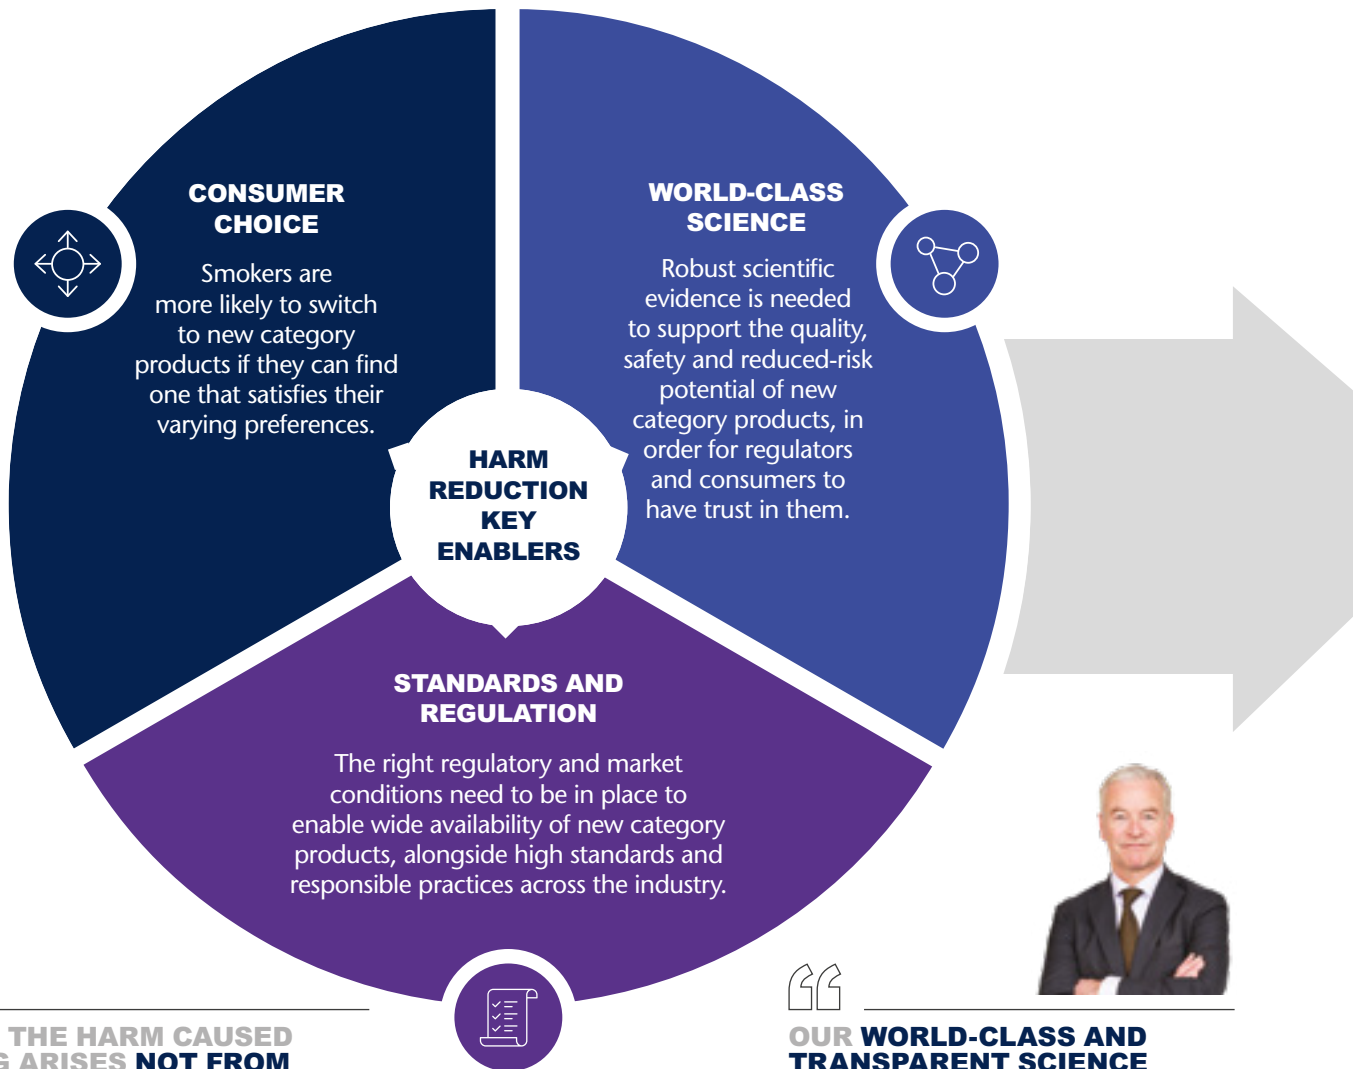 CONSUMER
CHOICE
Smokers are
more likely to switch
to new category
products if they can find
one that satisfies their
varying preferences.
WORLD-CLASS
SCIENCE
Robust scientific
evidence is needed
to support the quality,
safety and reduced-risk
potential of new
category products, in
order for regulators
and consumers to
have trust in them.
HARM
REDUCTION
KEY
ENABLERS
STANDARDS AND
REGULATION
The right regulatory and market
conditions need to be in place to
enable wide availability of new category
products, alongside high standards and
responsible practices across the industry.
THE HARM CAUSED
G ARISES NOT FROM
“
OUR WORLD-CLASS AND
TRANSPARENT SCIENCE